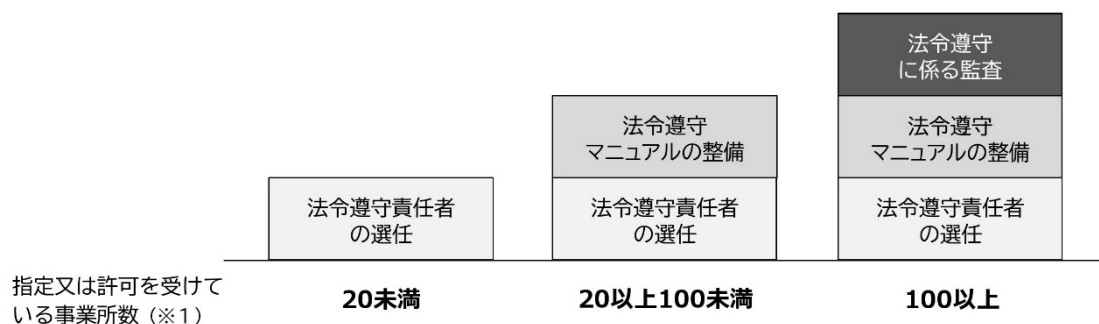 法令遵守
に係る監査
法令遵守
マニュアルの整備
法令遵守
マニュアルの整備
法令遵守責任者
の選任
法令遵守責任者
の選任
法令遵守責任者
の選任
指定又は許可を受けて
いる事業所数（※1）
20未満
20以上100未満
100以上